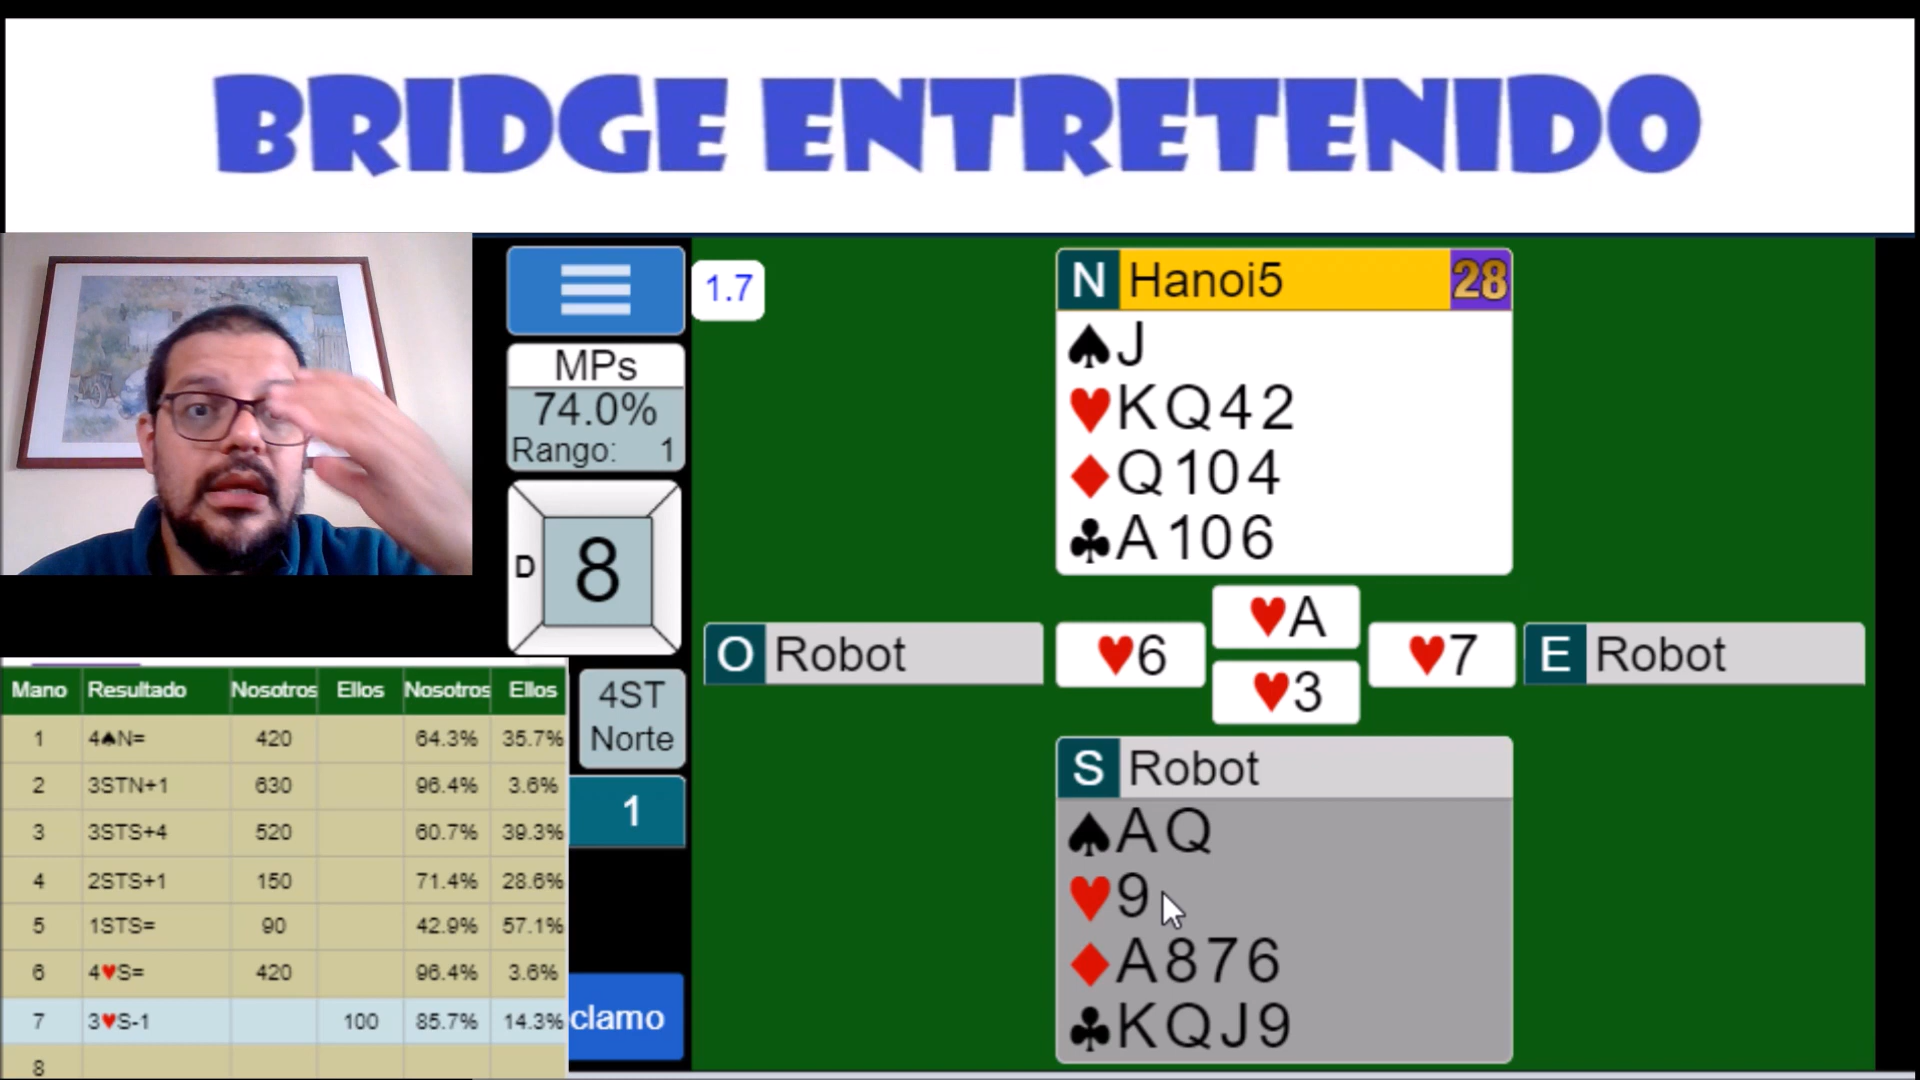 BRIDGE ENTRETENIDO
1.7
MPs
74.0%
Rango: 1
D
8
4ST
Norte
1
clamo
N Hanoi5 28
♠J
♥KQ42
♦Q104
♣A106
♥A
O Robot
♥6
♥7
E Robot
♥3
S Robot
♠AQ
♥9
♦A876
♣KQJ9
Mano Resultado Nosotros Ellos Nosotros Ellos
1 4♠N= 420 64.3% 35.7%
2 3STN+1 630 96.4% 3.6%
3 3STS+4 520 60.7% 39.3%
4 2STS+1 150 71.4% 28.6%
5 1STS= 90 42.9% 57.1%
6 4♥S= 420 96.4% 3.6%
7 3♥S-1 100 85.7% 14.3%
8